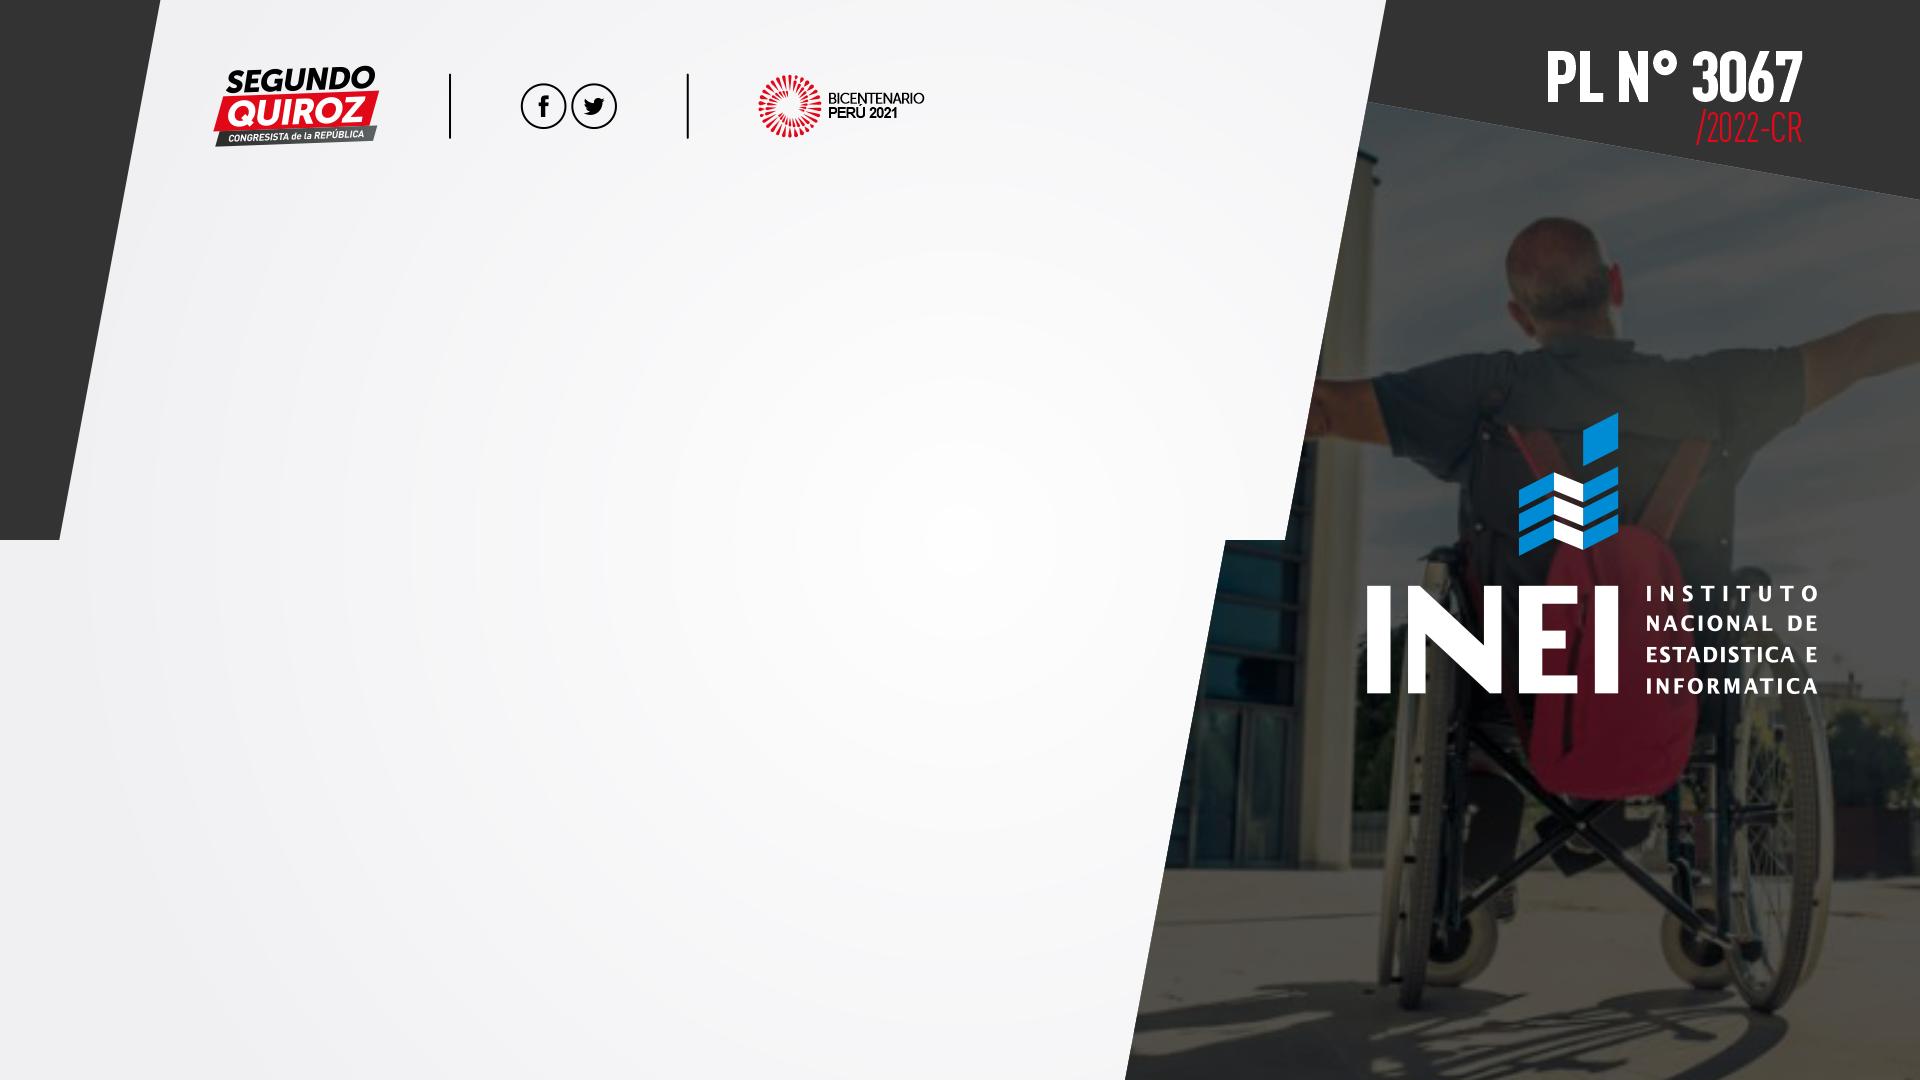 SEGUNDO
QUIROZ
CONGRESISTA de la REPÚBLICA
f
BICENTENARIO
PERÚ 2021
PL N° 3067
/2022-CR
INEI
INSTITUTO
NACIONAL DE
ESTADISTICA E
INFORMATICA